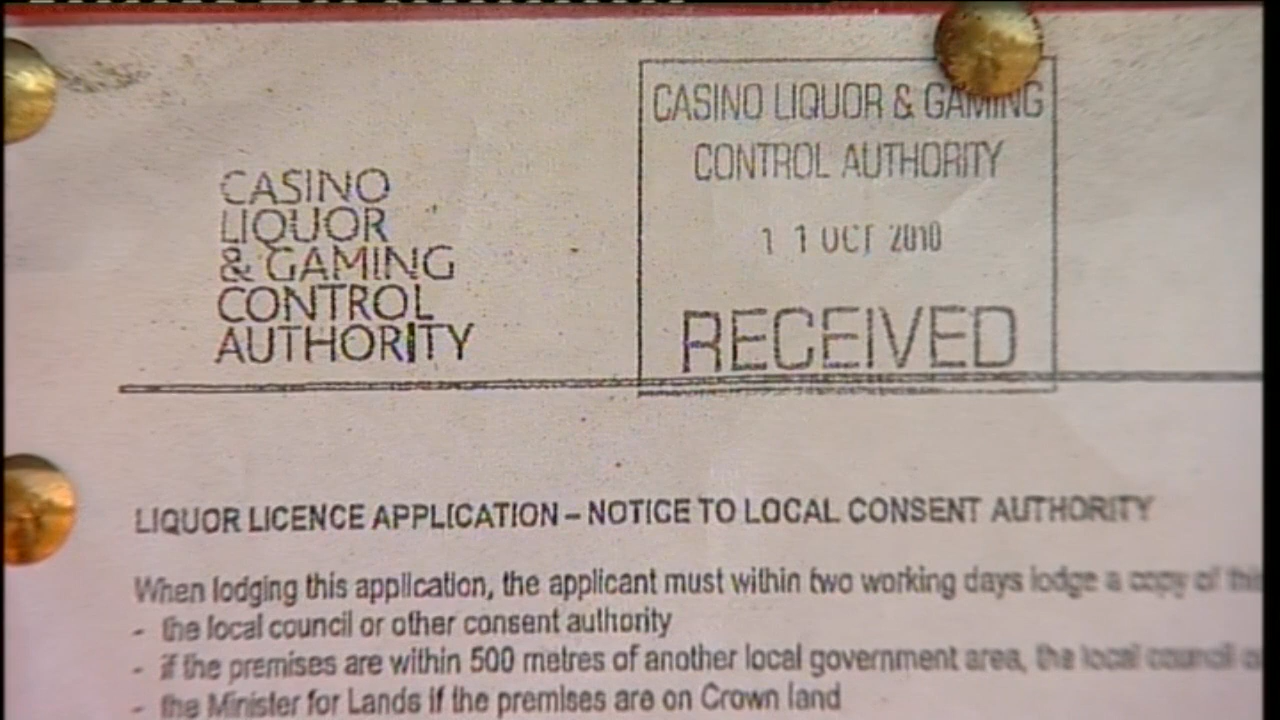 CASINO
LIQUOR
& GAMING
CONTROL
AUTHORITY
CASINO LIQUOR & GAMING
CONTROL AUTHORITY
1 1 OCT 2010
RECEIVED
LIQUOR LICENCE APPLICATION – NOTICE TO LOCAL CONSENT AUTHORITY
When lodging this application, the applicant must within two working days lodge a copy of this
- the local council or other consent authority
- if the premises are within 500 metres of another local government area, the local council
- the Minister for Lands if the premises are on Crown land